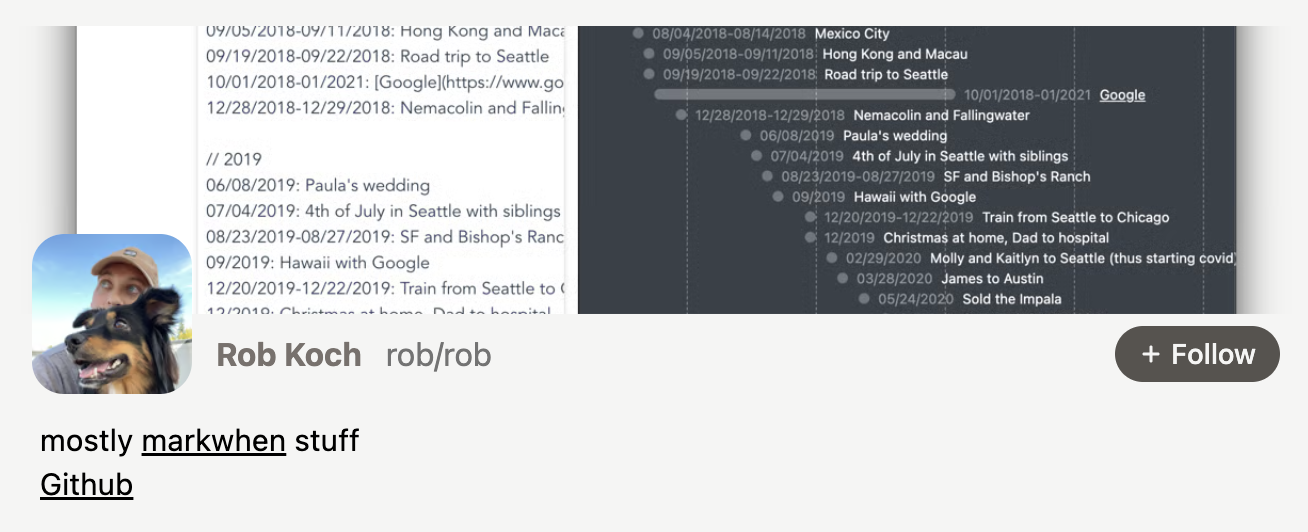 09/05/2018-09/11/2018: Hong Kong and Maca
09/19/2018-09/22/2018: Road trip to Seattle
10/01/2018-01/2021: [Google](https://www.go
12/28/2018-12/29/2018: Nemacolin and Falling
// 2019
06/08/2019: Paula's wedding
07/04/2019: 4th of July in Seattle with siblings
08/23/2019-08/27/2019: SF and Bishop's Ranc
09/2019: Hawaii with Google
12/20/2019-12/22/2019: Train from Seattle to C
12/2019: Christmas at home, Dad to hospital
08/04/2018-08/14/2018 Mexico City
09/05/2018-09/11/2018 Hong Kong and Macau
09/19/2018-09/22/2018 Road trip to Seattle
10/01/2018-01/2021 Google
12/28/2018-12/29/2018 Nemacolin and Fallingwater
06/08/2019 Paula's wedding
07/04/2019 4th of July in Seattle with siblings
08/23/2019-08/27/2019 SF and Bishop's Ranch
09/2019 Hawaii with Google
12/20/2019-12/22/2019 Train from Seattle to Chicago
12/2019 Christmas at home, Dad to hospital
02/29/2020 Molly and Kaitlyn to Seattle (thus starting covid)
03/28/2020 James to Austin
05/24/2020 Sold the Impala
Rob Koch rob/rob
+ Follow
mostly markwhen stuff
Github